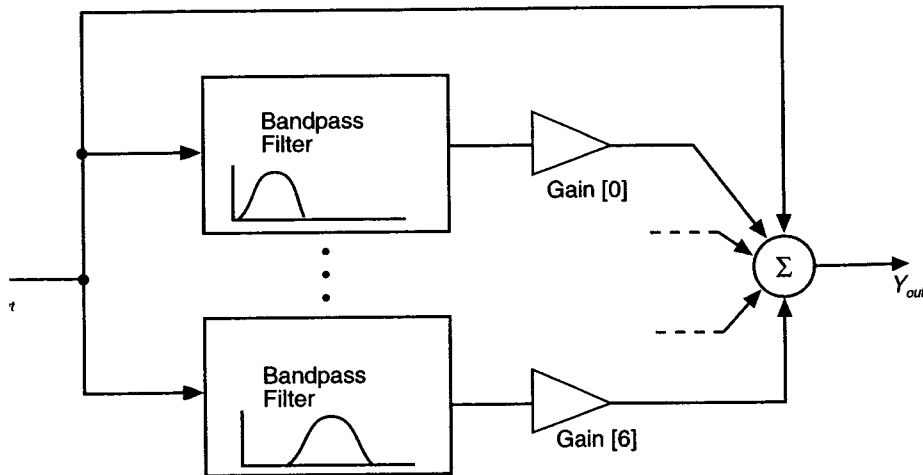 Bandpass
Filter
Gain [0]
Σ
Y_out
Bandpass
Filter
Gain [6]